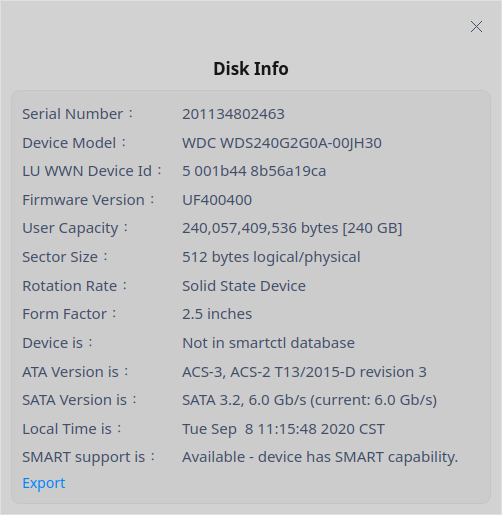 Disk Info
Serial Number： 201134802463
Device Model： WDC WDS240G2G0A-00JH30
LU WWN Device Id： 5 001b44 8b56a19ca
Firmware Version： UF400400
User Capacity： 240,057,409,536 bytes [240 GB]
Sector Size： 512 bytes logical/physical
Rotation Rate： Solid State Device
Form Factor： 2.5 inches
Device is： Not in smartctl database
ATA Version is： ACS-3, ACS-2 T13/2015-D revision 3
SATA Version is： SATA 3.2, 6.0 Gb/s (current: 6.0 Gb/s)
Local Time is： Tue Sep  8 11:15:48 2020 CST
SMART support is： Available - device has SMART capability.
Export